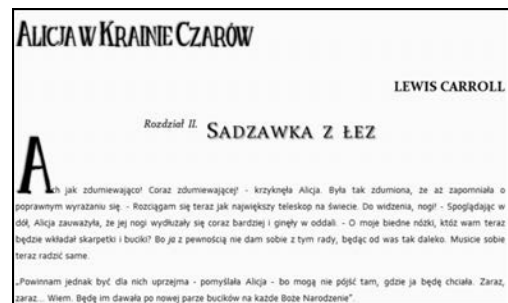 ALICJA W KRAINIE CZARÓW
LEWIS CARROLL
Rozdział II. SADZAWKA Z ŁEZ
Ach jak zdumiewająco! Coraz zdumiewającej! - krzyknęła Alicja. Była tak zdumiona, że aż zapomniała o
poprawnym wyrażaniu się. - Rozciągam się teraz jak największy teleskop na świecie. Do widzenia, nogi! - Spoglądając w
dół, Alicja zauważyła, że jej nogi wydłużały się coraz bardziej i ginęły w oddali. - O moje biedne nóżki, któż wam teraz
będzie wkładał skarpetki i buciki? Bo ja z pewnością nie dam sobie z tym rady, będąc od was tak daleko. Musicie sobie
teraz radzić same.
„Powinnam jednak być dla nich uprzejma - pomyślała Alicja - bo mogą nie pójść tam, gdzie ja będę chciała. Zaraz,
zaraz... Wiem. Będę im dawała po nowej parze bucików na każde Boże Narodzenie".